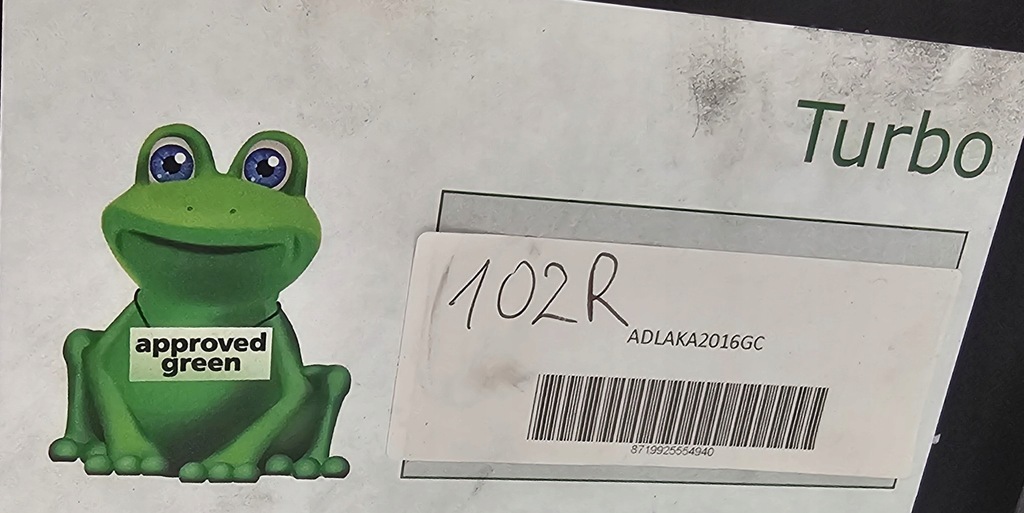 Turbo
102R
ADLAKA2016GC
8719925554940
approved
green